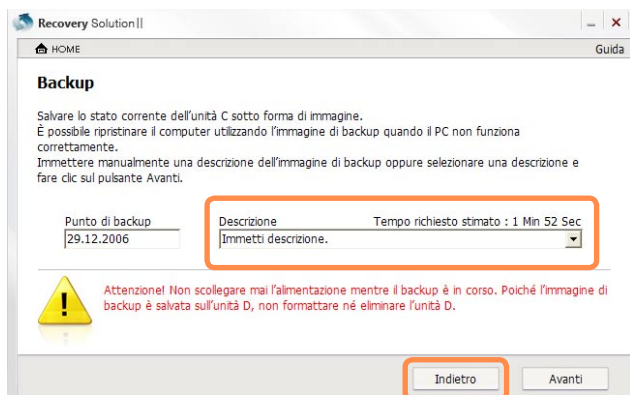 Recovery Solution II
HOME
Guida
Backup
Salvare lo stato corrente dell'unità C sotto forma di immagine.
È possibile ripristinare il computer utilizzando l'immagine di backup quando il PC non funziona
correttamente.
Immettere manualmente una descrizione dell'immagine di backup oppure selezionare una descrizione e
fare clic sul pulsante Avanti.
Punto di backup
Descrizione
Tempo richiesto stimato : 1 Min 52 Sec
29.12.2006
Immetti descrizione.
Attenzione! Non scollegare mai l'alimentazione mentre il backup è in corso. Poiché l'immagine di
backup è salvata sull'unità D, non formattare né eliminare l'unità D.
Indietro
Avanti